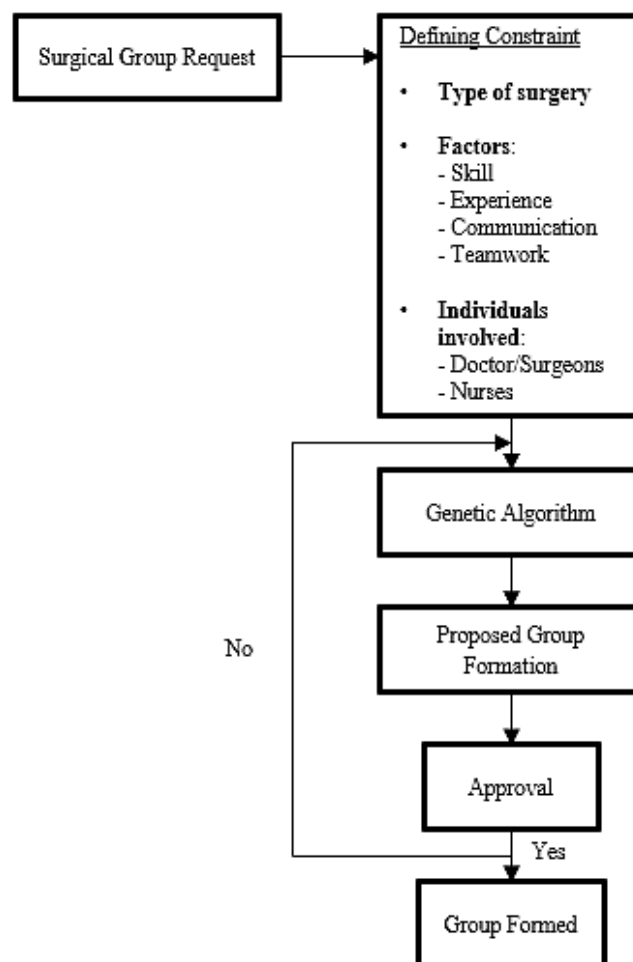 Surgical Group Request
Defining Constraint
• Type of surgery
• Factors:
- Skill
- Experience
- Communication
- Teamwork
• Individuals
involved:
- Doctor/Surgeons
- Nurses
Genetic Algorithm
Proposed Group
Formation
No
Approval
Yes
Group Formed